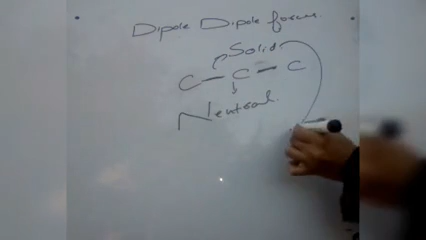 Dipole Dipole forces.
Solid
C – C – C
Neutral.